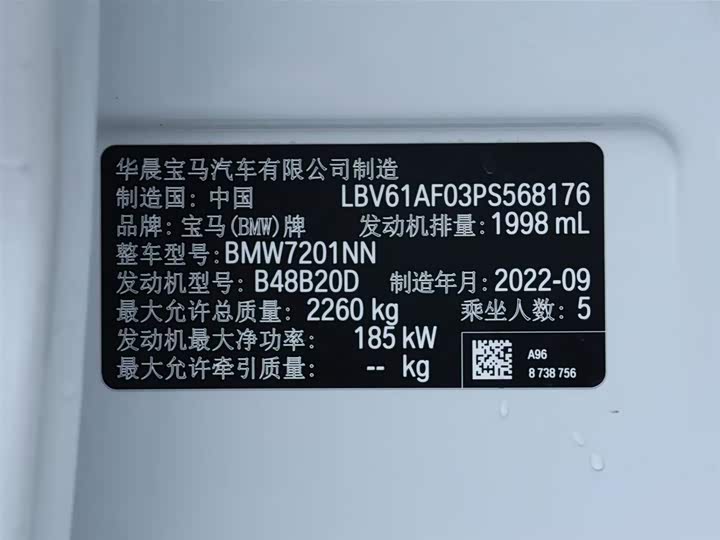 华晨宝马汽车有限公司制造
制造国：中国 LBV61AF03PS568176
品牌：宝马(BMW)牌 发动机排量：1998 mL
整车型号：BMW7201NN
发动机型号：B48B20D 制造年月：2022-09
最大允许总质量：2260 kg 乘坐人数：5
发动机最大净功率：185 kW
最大允许牵引质量：-- kg
A96
8 738 756